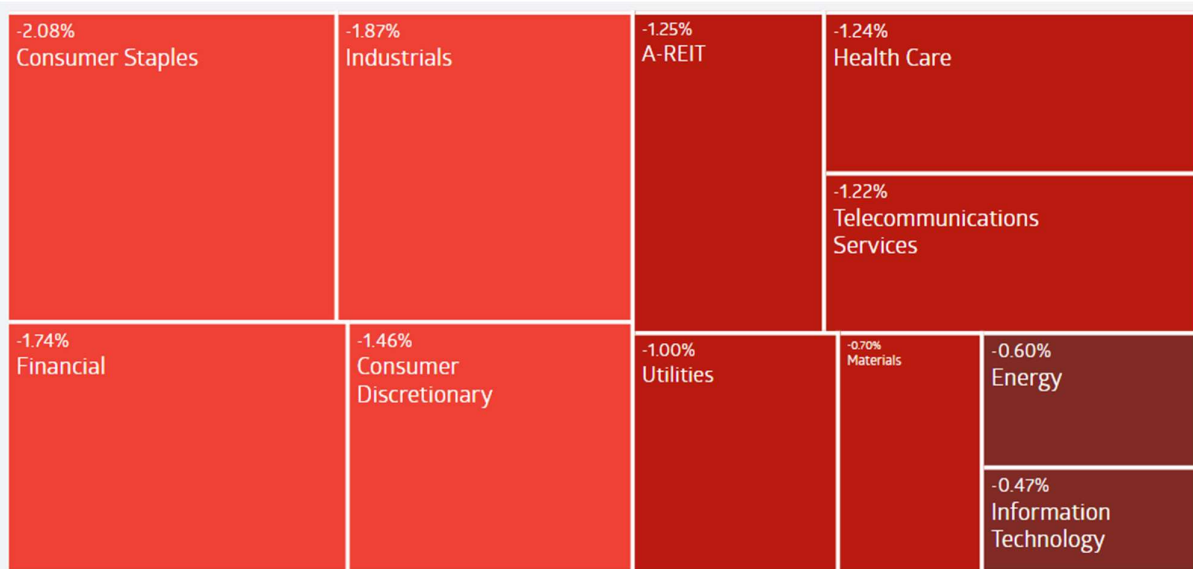 -2.08%
Consumer Staples
-1.87%
Industrials
-1.25%
A-REIT
-1.24%
Health Care
-1.22%
Telecommunications
Services
-1.74%
Financial
-1.46%
Consumer
Discretionary
-1.00%
Utilities
-0.70%
Materials
-0.60%
Energy
-0.47%
Information
Technology